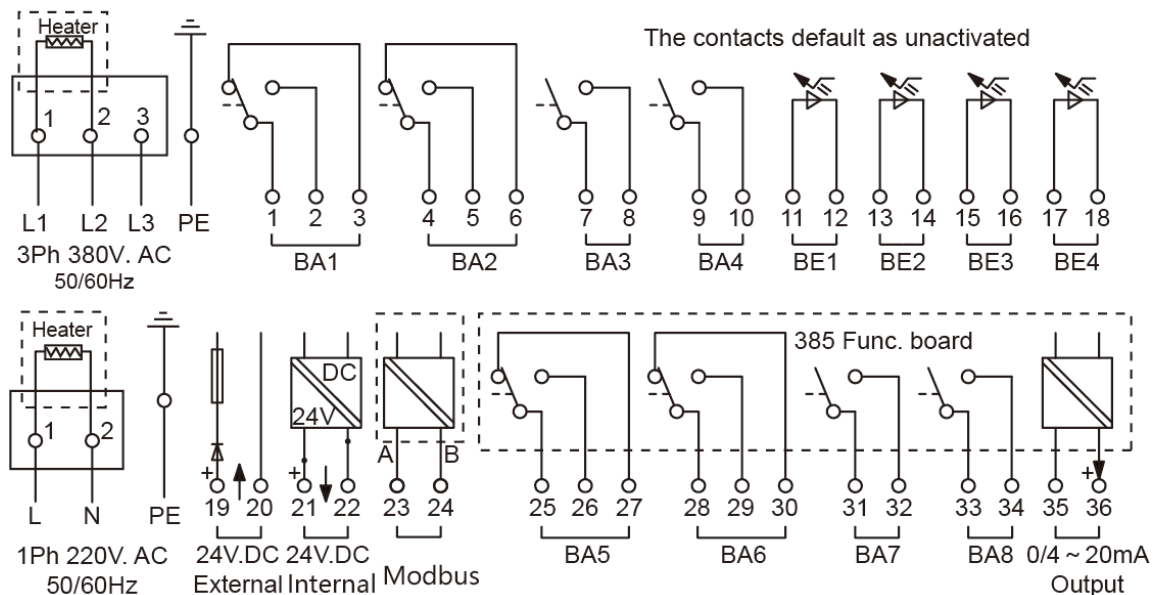 Heater
The contacts default as unactivated
1 2 3
L1 L2 L3 PE
1 2 3 4 5 6 7 8 9 10 11 12 13 14 15 16 17 18
3Ph 380V. AC
50/60Hz
BA1 BA2 BA3 BA4 BE1 BE2 BE3 BE4
Heater
385 Func. board
DC
24V
1 2
A B
+ + +
19 20 21 22 23 24 25 26 27 28 29 30 31 32 33 34 35 36
L N PE
1Ph 220V. AC
50/60Hz
24V.DC
External
24V.DC
Internal
Modbus
BA5 BA6 BA7 BA8
0/4 ~ 20mA
Output